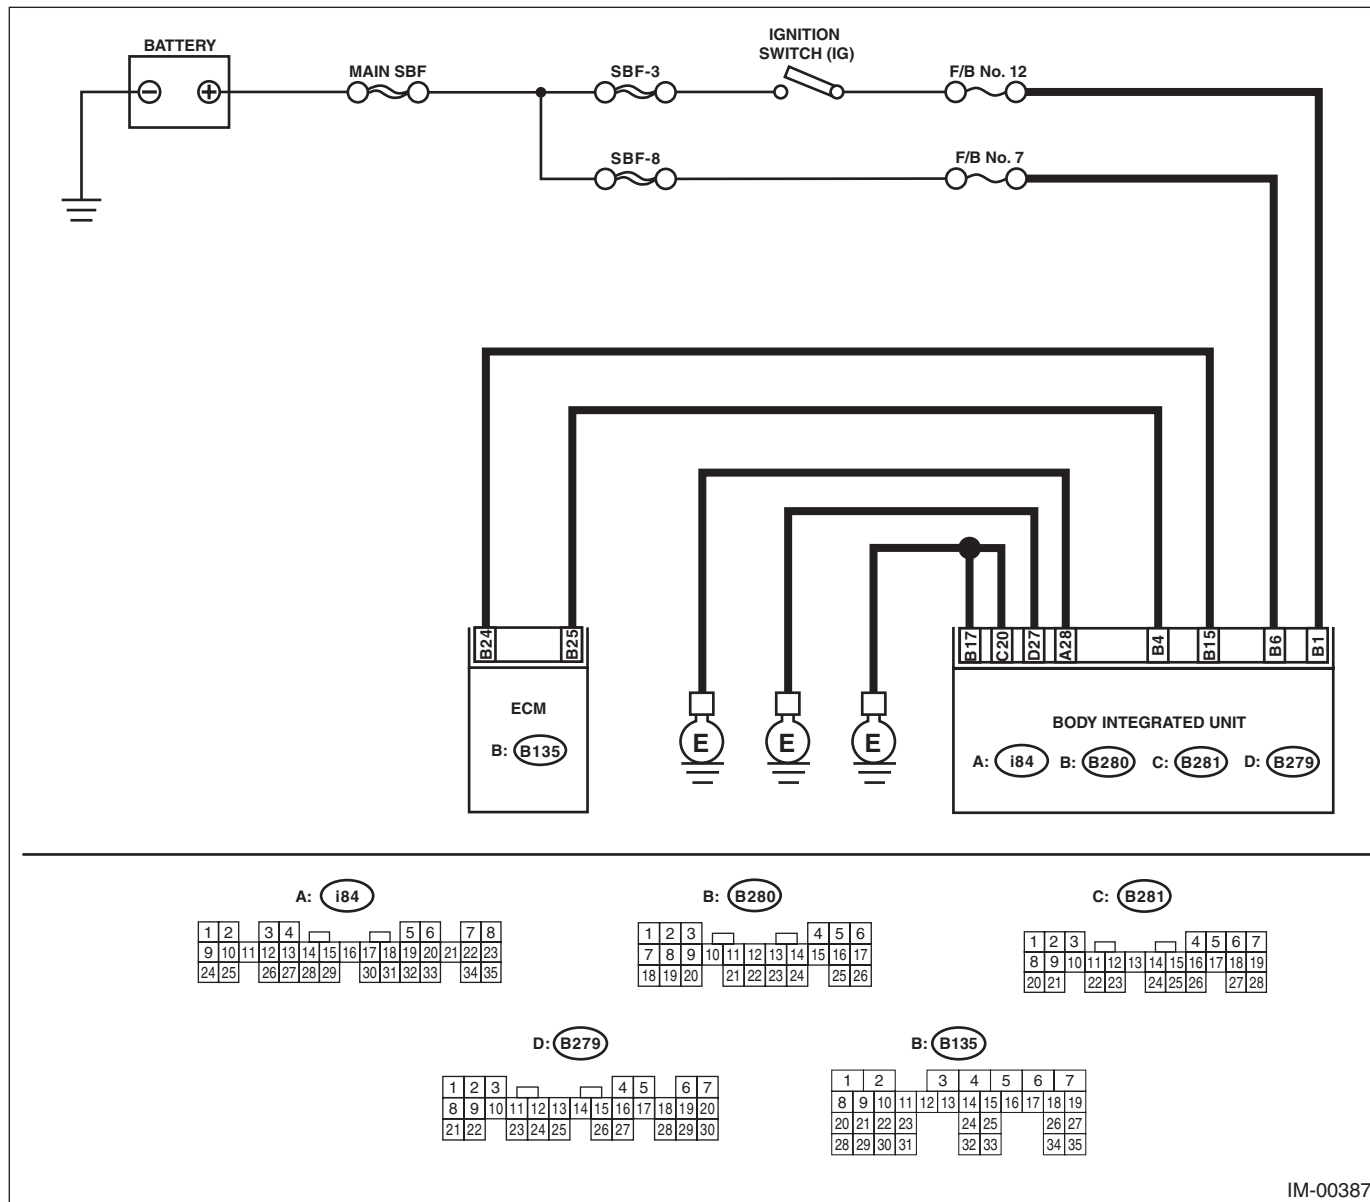 BATTERY
MAIN SBF
SBF-3
IGNITION
SWITCH (IG)
F/B No. 12
SBF-8
F/B No. 7
B24
B25
B17
C20
D27
A28
B4
B15
B6
B1
ECM
B: B135
E
E
E
BODY INTEGRATED UNIT
A: i84 B: B280 C: B281 D: B279
A: i84
1 2 3 4 5 6 7 8
9 10 11 12 13 14 15 16 17 18 19 20 21 22 23
24 25 26 27 28 29 30 31 32 33 34 35
B: B280
1 2 3 4 5 6
7 8 9 10 11 12 13 14 15 16 17
18 19 20 21 22 23 24 25 26
C: B281
1 2 3 4 5 6 7
8 9 10 11 12 13 14 15 16 17 18 19
20 21 22 23 24 25 26 27 28
D: B279
1 2 3 4 5 6 7
8 9 10 11 12 13 14 15 16 17 18 19 20
21 22 23 24 25 26 27 28 29 30
B: B135
1 2 3 4 5 6 7
8 9 10 11 12 13 14 15 16 17 18 19
20 21 22 23 24 25 26 27
28 29 30 31 32 33 34 35
IM-00387